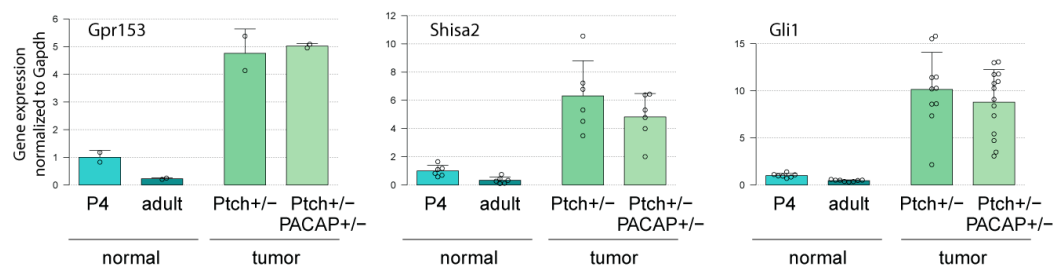 Gene expression
normalized to Gapdh
Gpr153
6
5
4
3
2
1
0
P4
adult
Ptch+/−
Ptch+/−
PACAP+/−
normal
tumor
Shisa2
12
10
8
6
4
2
0
P4
adult
Ptch+/−
Ptch+/−
PACAP+/−
normal
tumor
Gli1
15
10
5
0
P4
adult
Ptch+/−
Ptch+/−
PACAP+/−
normal
tumor